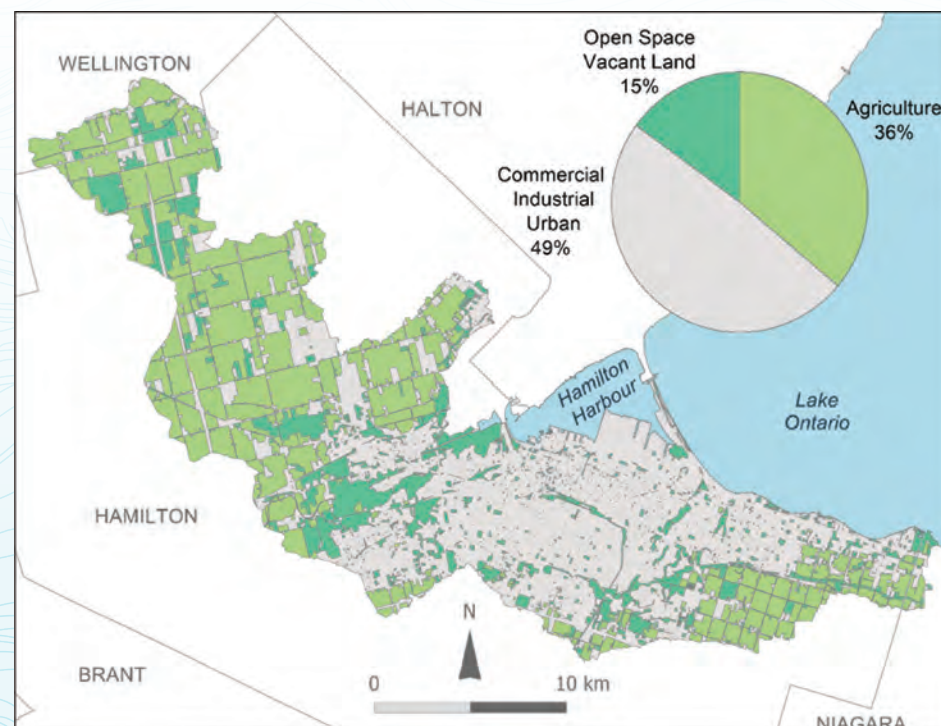 WELLINGTON
HALTON
Open Space
Vacant Land
15%
Agriculture
36%
Commercial
Industrial
Urban
49%
Hamilton
Harbour
Lake
Ontario
HAMILTON
N
BRANT
0 10 km
NIAGARA